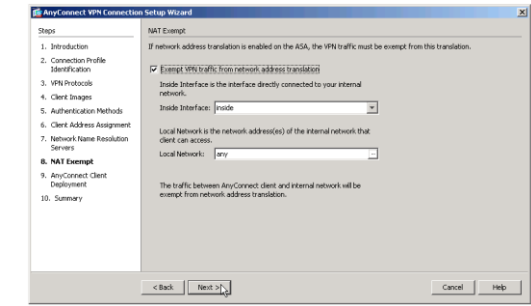 AnyConnect VPN Connection Setup Wizard
Steps
1. Introduction
2. Connection Profile
Identification
3. VPN Protocols
4. Client Images
5. Authentication Methods
6. Client Address Assignment
7. Network Name Resolution
Servers
8. NAT Exempt
9. AnyConnect Client
Deployment
10. Summary
NAT Exempt
If network address translation is enabled on the ASA, the VPN traffic must be exempt from this translation.
Exempt VPN traffic from network address translation
Inside Interface is the interface directly connected to your internal
network.
Inside Interface: inside
Local Network is the network address(es) of the internal network that
client can access.
Local Network: any
...
The traffic between AnyConnect client and internal network will be
exempt from network address translation.
< Back Next > Cancel Help